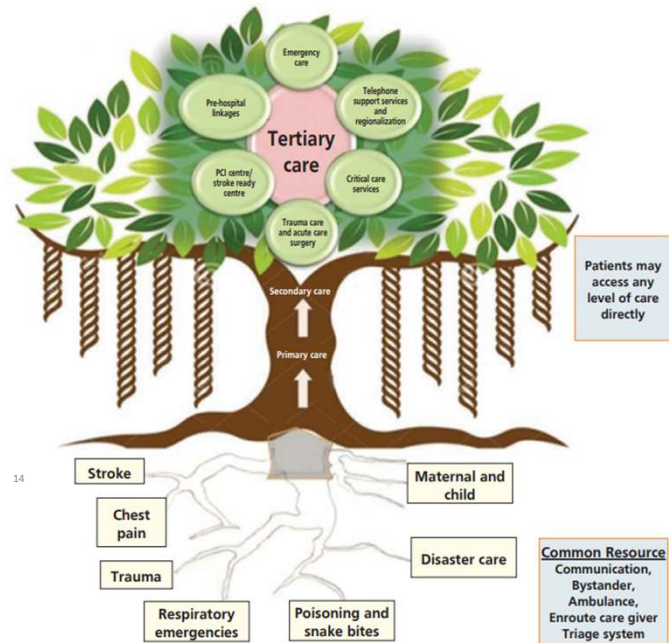 Emergency
care
Pre-hospital
linkages
Telephone
support services
and
regionalization
Tertiary
care
PCI centre/
stroke ready
centre
Critical care
services
Trauma care
and acute care
surgery
Patients may
access any
level of care
directly
Secondary care
Primary care
14
Stroke
Maternal and
child
Chest
pain
Disaster care
Trauma
Respiratory
emergencies
Poisoning and
snake bites
Common Resource
Communication,
Bystander,
Ambulance,
Enroute care giver
Triage system